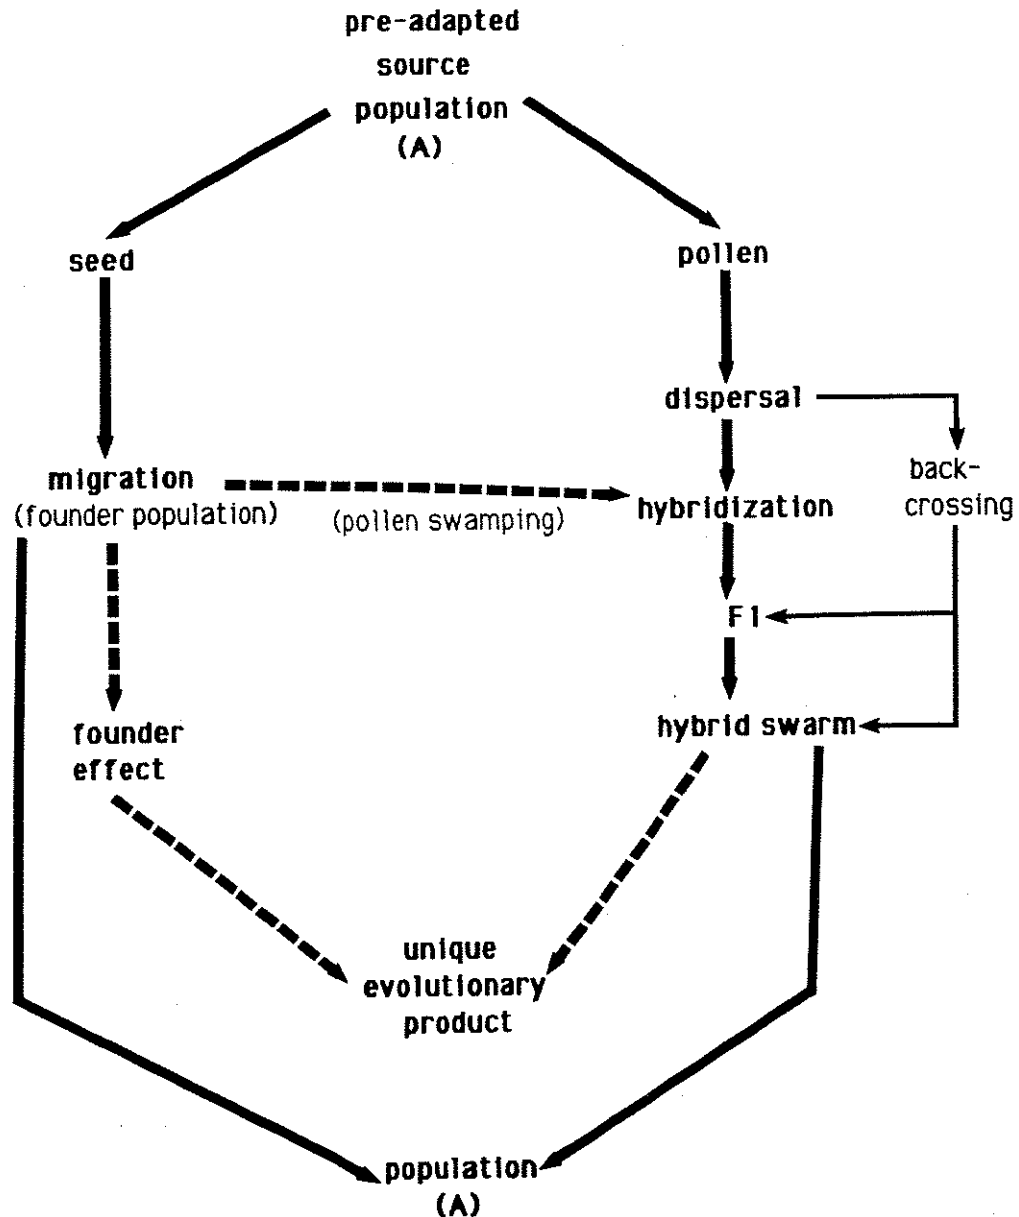 pre-adapted
source
population
(A)
seed
pollen
dispersal
migration
(founder population)
(pollen swamping)
hybridization
back-
crossing
F1
founder
effect
hybrid swarm
unique
evolutionary
product
population
(A)